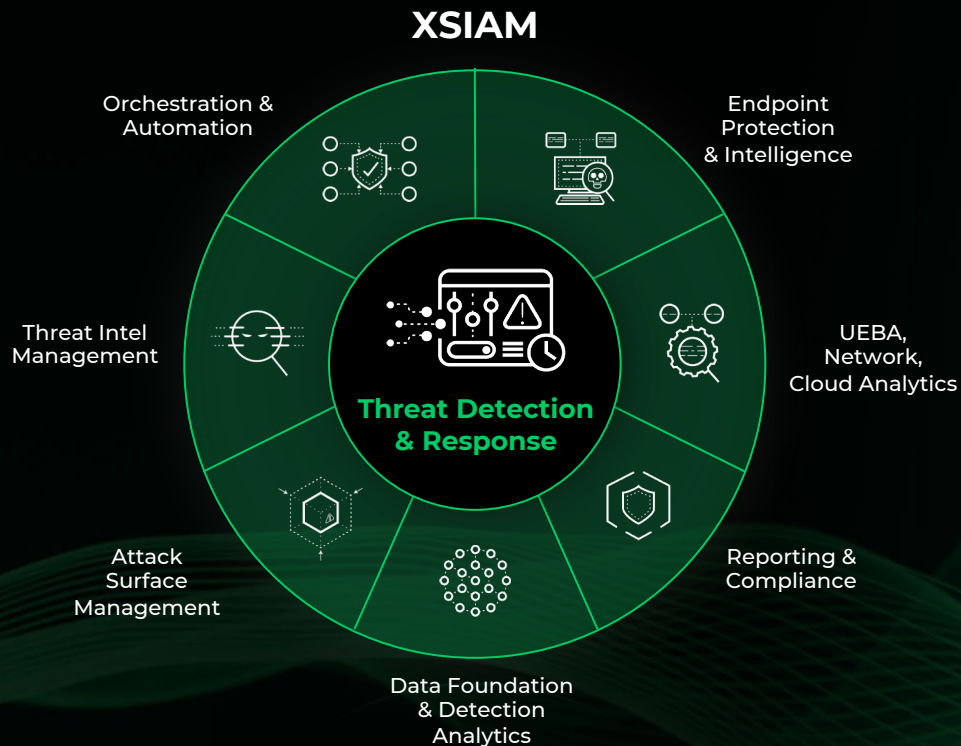 XSIAM
Orchestration &
Automation
Endpoint
Protection
& Intelligence
Threat Intel
Management
UEBA,
Network,
Cloud Analytics
Threat Detection
& Response
Attack
Surface
Management
Reporting &
Compliance
Data Foundation
& Detection
Analytics